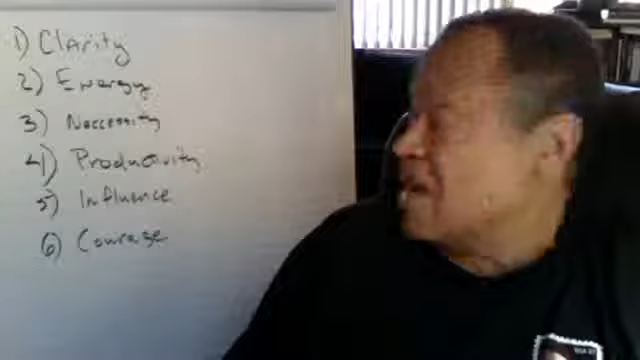 1) Clarity
2) Energy
3) Neccessity
4) Productivity
5) Influence
6) Courage